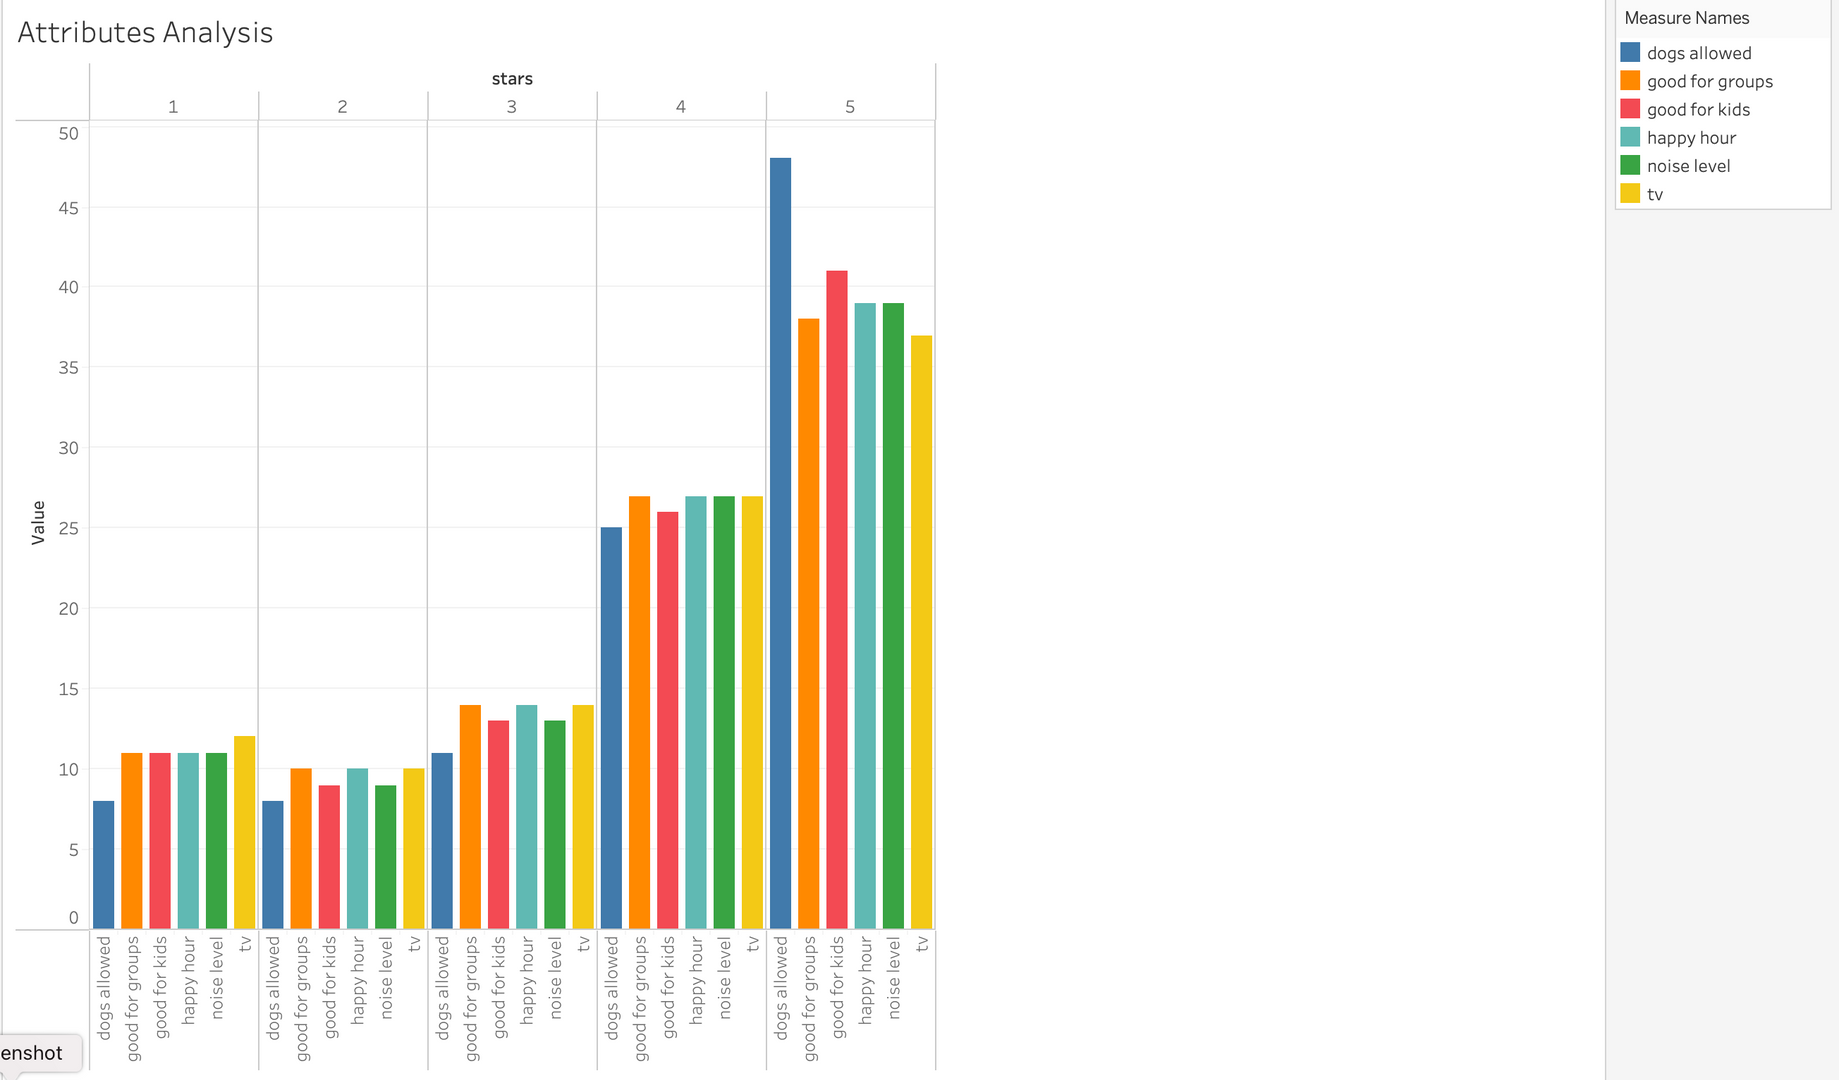 Attributes Analysis
stars
1 2 3 4 5
50
45
40
35
30
25
20
15
10
5
0
Value
dogs allowed
good for groups
good for kids
happy hour
noise level
tv
dogs allowed
good for groups
good for kids
happy hour
noise level
tv
dogs allowed
good for groups
good for kids
happy hour
noise level
tv
dogs allowed
good for groups
good for kids
happy hour
noise level
tv
dogs allowed
good for groups
good for kids
happy hour
noise level
tv
enshot
Measure Names
dogs allowed
good for groups
good for kids
happy hour
noise level
tv